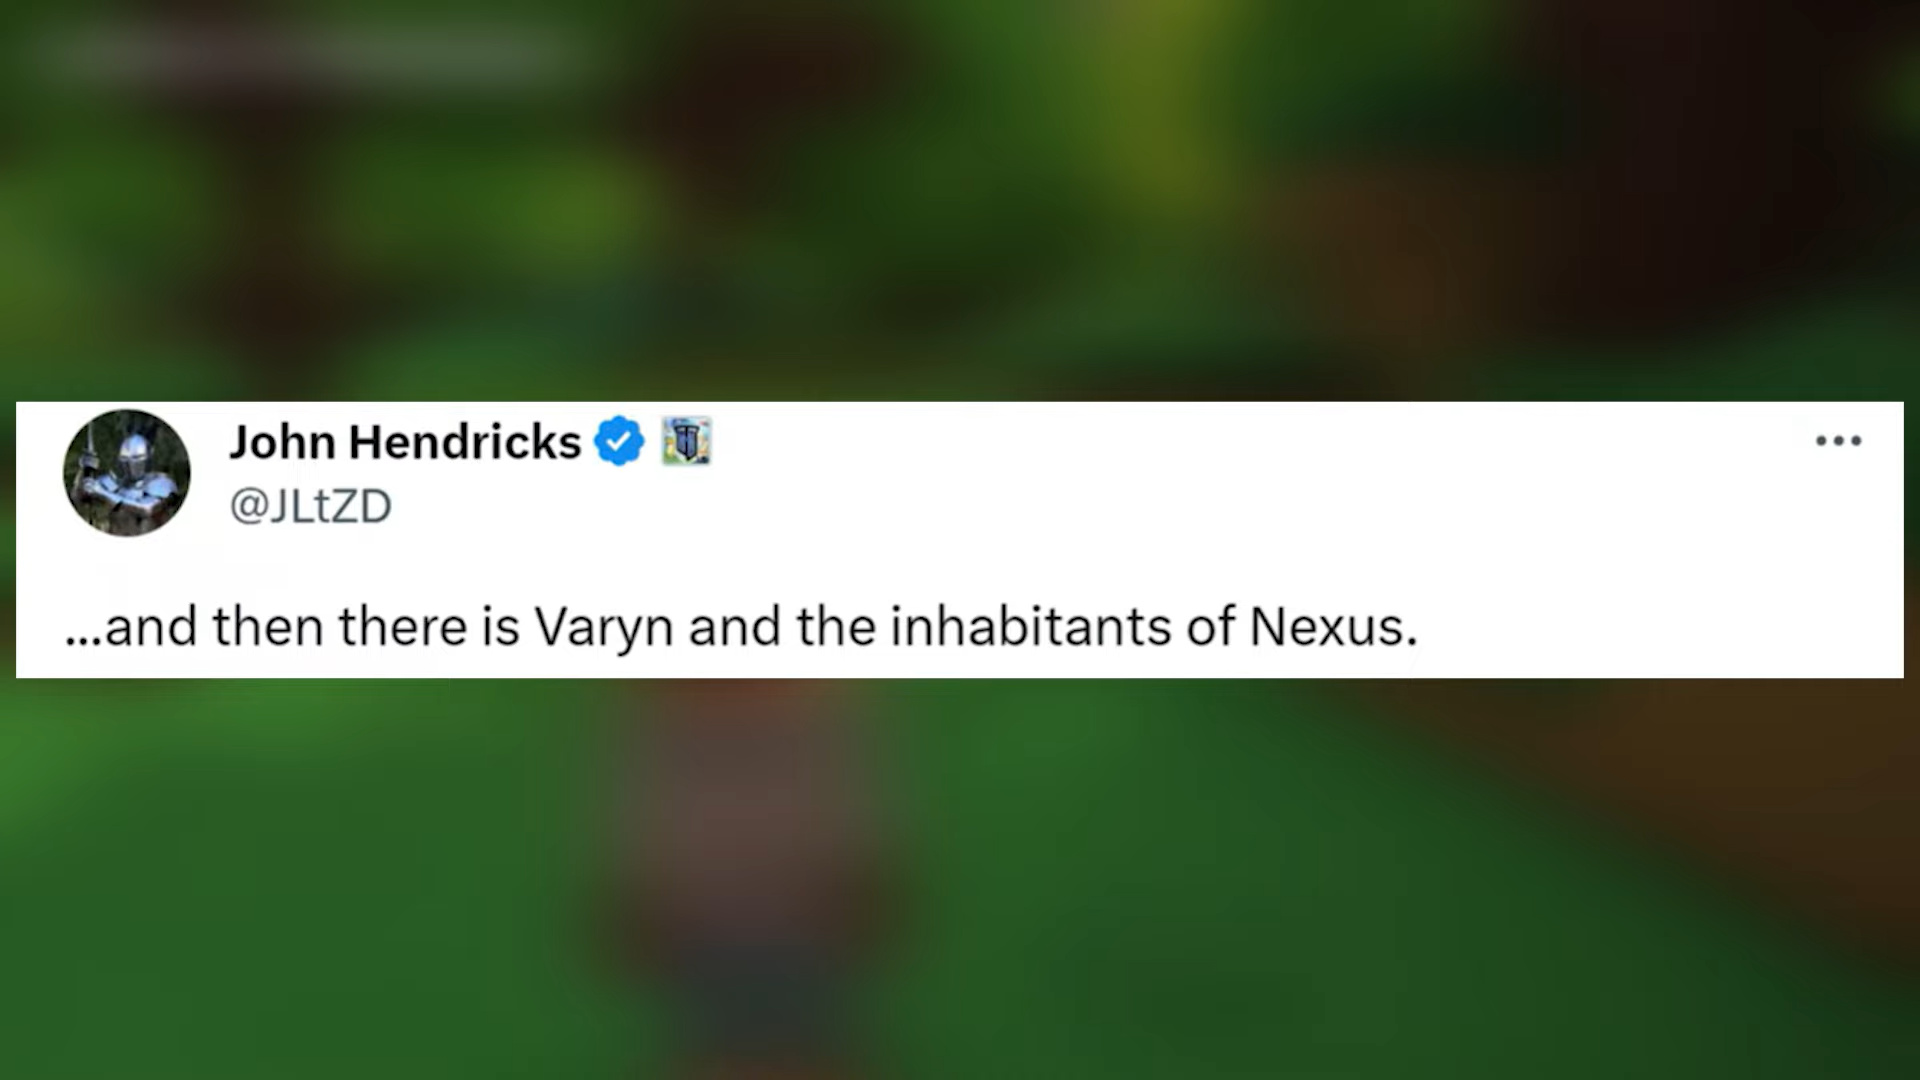 John Hendricks
@JLtZD
...and then there is Varyn and the inhabitants of Nexus.